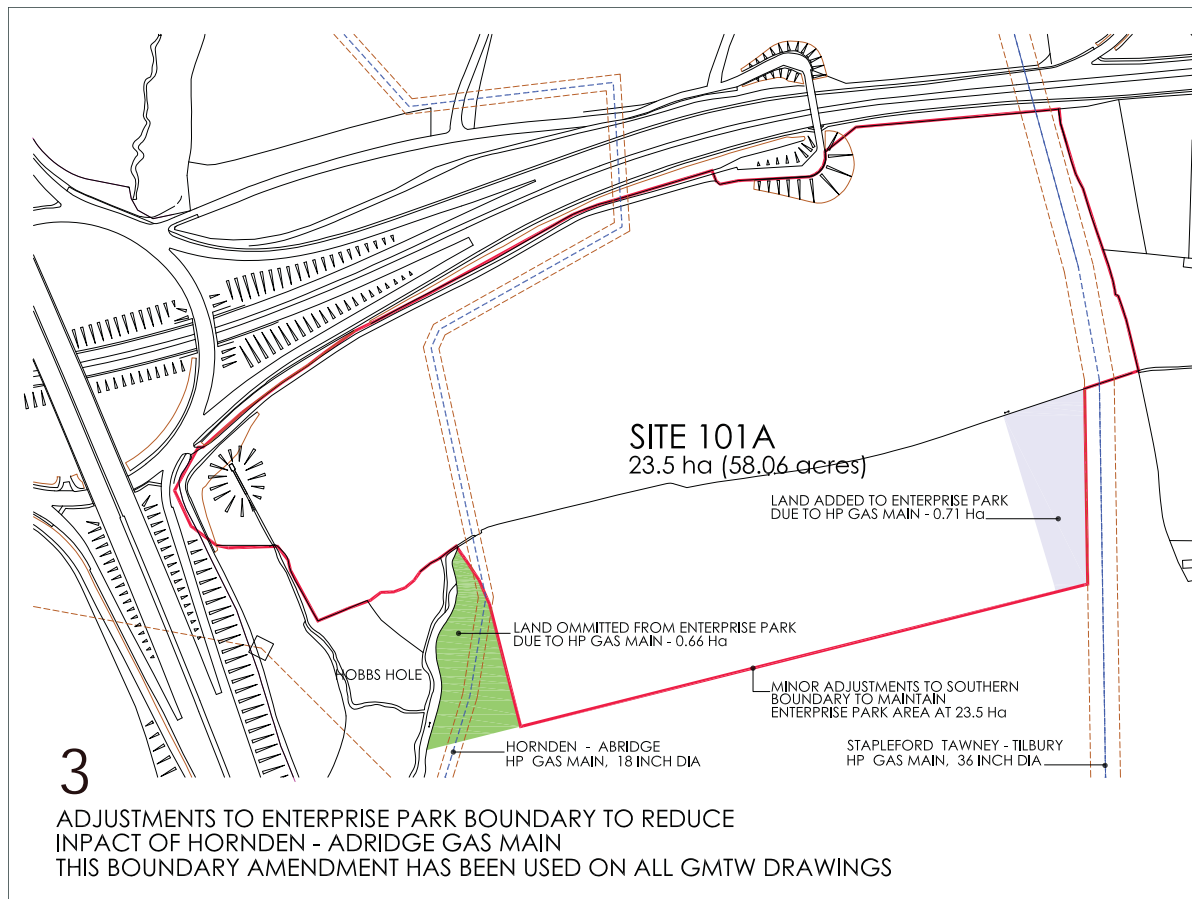 SITE 101A
23.5 ha (58.06 acres)
LAND ADDED TO ENTERPRISE PARK
DUE TO HP GAS MAIN - 0.71 Ha
LAND OMMITTED FROM ENTERPRISE PARK
DUE TO HP GAS MAIN - 0.66 Ha
HOBBS HOLE
MINOR ADJUSTMENTS TO SOUTHERN
BOUNDARY TO MAINTAIN
ENTERPRISE PARK AREA AT 23.5 Ha
HORNDEN - ABRIDGE
HP GAS MAIN, 18 INCH DIA
STAPLEFORD TAWNEY - TILBURY
HP GAS MAIN, 36 INCH DIA
3
ADJUSTMENTS TO ENTERPRISE PARK BOUNDARY TO REDUCE
INPACT OF HORNDEN - ADRIDGE GAS MAIN
THIS BOUNDARY AMENDMENT HAS BEEN USED ON ALL GMTW DRAWINGS